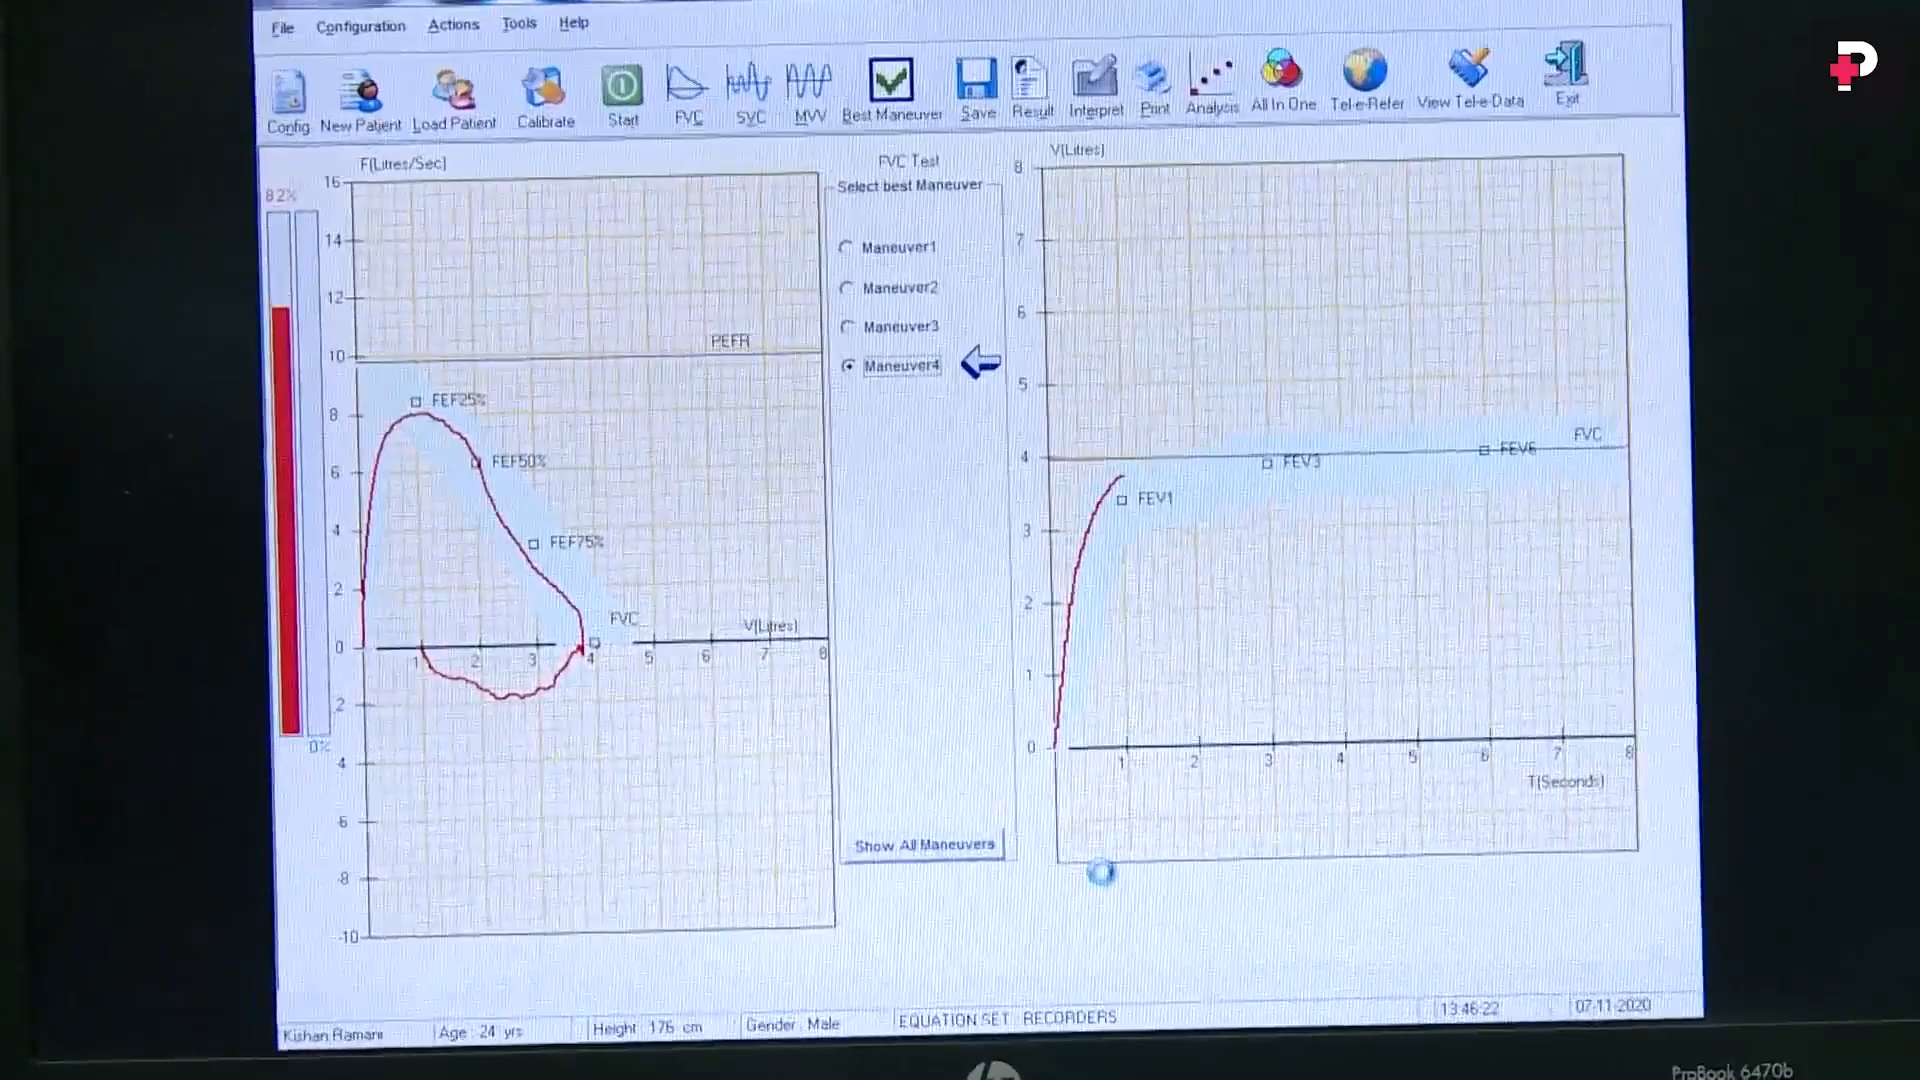 File Configuration Actions Tools Help
Config New Patient Load Patient Calibrate Start FVC SVC MVV Best Maneuver Save Result Interpret Print Analysis All In One Tel-e-Refer View Tel-e-Data Exit
F[Litres/Sec]
FVC Test
V[Litres]
82%
Select best Maneuver
Maneuver1
Maneuver2
Maneuver3
Maneuver4
16
14
12
10
8
6
4
2
0
2
4
6
8
-10
PEFR
FEF25%
FEF50%
FEF75%
FVC
V[Litres]
1 2 3 4 5 6 7 8
0%
8
7
6
5
4
3
2
1
0
FVC
FEV1
FEV3
FEV6
1 2 3 4 5 6 7 8
T[Seconds]
Show All Maneuvers
Kishan Ramani Age 24 yrs Height 176 cm Gender Male EQUATION SET RECORDERS 13:46:22 07-11-2020
hp
ProBook 6470b
P